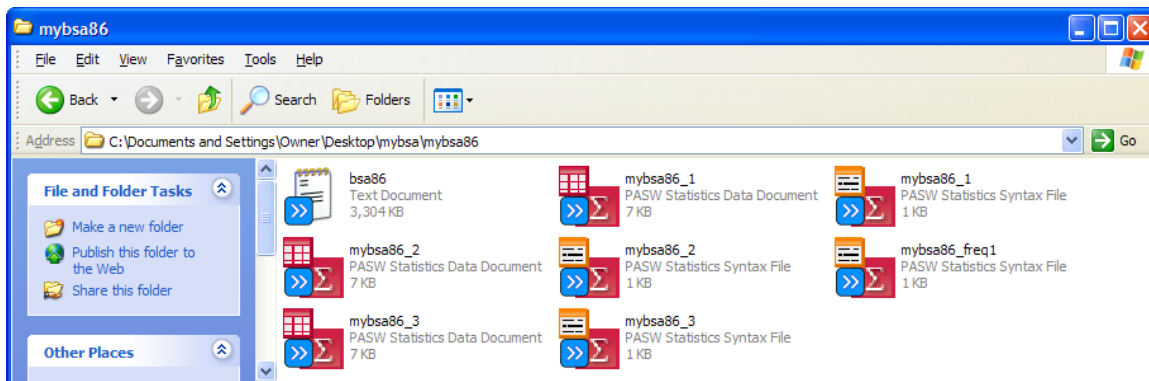 mybsa86
File Edit View Favorites Tools Help
Back Search Folders
Address C:\Documents and Settings\Owner\Desktop\mybsa\mybsa86 Go
File and Folder Tasks
Make a new folder
Publish this folder to
the Web
Share this folder
Other Places
bsa86
Text Document
3,304 KB
mybsa86_1
PASW Statistics Data Document
7 KB
mybsa86_1
PASW Statistics Syntax File
1 KB
mybsa86_2
PASW Statistics Data Document
7 KB
mybsa86_2
PASW Statistics Syntax File
1 KB
mybsa86_freq1
PASW Statistics Syntax File
1 KB
mybsa86_3
PASW Statistics Data Document
7 KB
mybsa86_3
PASW Statistics Syntax File
1 KB